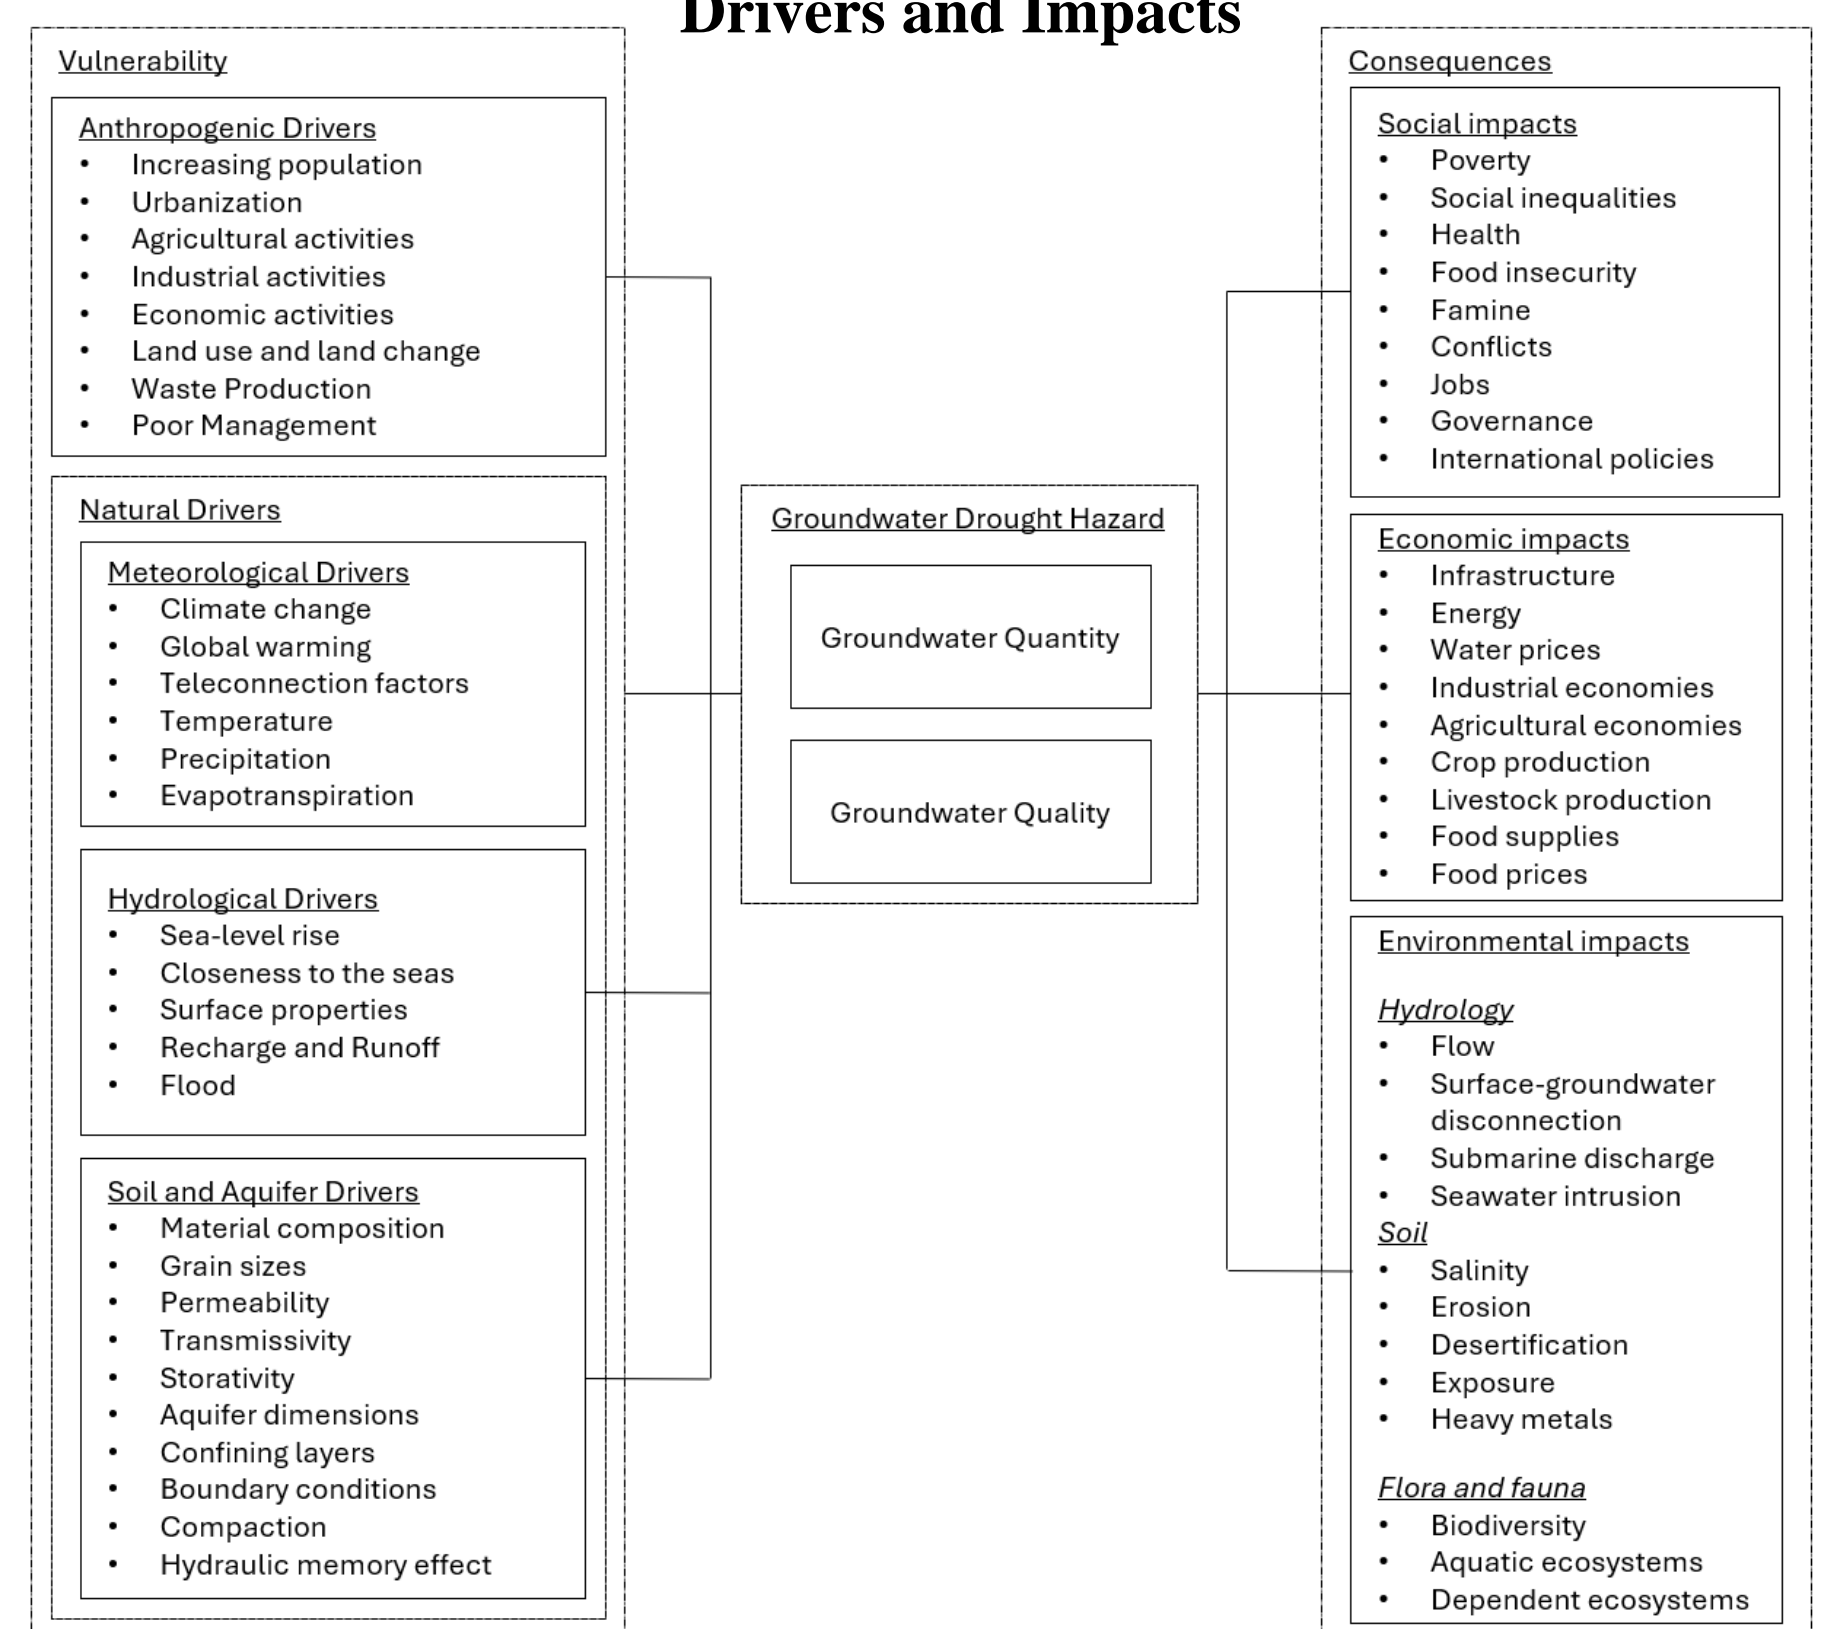 Drivers and Impacts
Vulnerability
Anthropogenic Drivers
• Increasing population
• Urbanization
• Agricultural activities
• Industrial activities
• Economic activities
• Land use and land change
• Waste Production
• Poor Management
Natural Drivers
Meteorological Drivers
• Climate change
• Global warming
• Teleconnection factors
• Temperature
• Precipitation
• Evapotranspiration
Hydrological Drivers
• Sea-level rise
• Closeness to the seas
• Surface properties
• Recharge and Runoff
• Flood
Soil and Aquifer Drivers
• Material composition
• Grain sizes
• Permeability
• Transmissivity
• Storativity
• Aquifer dimensions
• Confining layers
• Boundary conditions
• Compaction
• Hydraulic memory effect
Groundwater Drought Hazard
Groundwater Quantity
Groundwater Quality
Consequences
Social impacts
• Poverty
• Social inequalities
• Health
• Food insecurity
• Famine
• Conflicts
• Jobs
• Governance
• International policies
Economic impacts
• Infrastructure
• Energy
• Water prices
• Industrial economies
• Agricultural economies
• Crop production
• Livestock production
• Food supplies
• Food prices
Environmental impacts
Hydrology
• Flow
• Surface-groundwater
disconnection
• Submarine discharge
• Seawater intrusion
Soil
• Salinity
• Erosion
• Desertification
• Exposure
• Heavy metals
Flora and fauna
• Biodiversity
• Aquatic ecosystems
• Dependent ecosystems